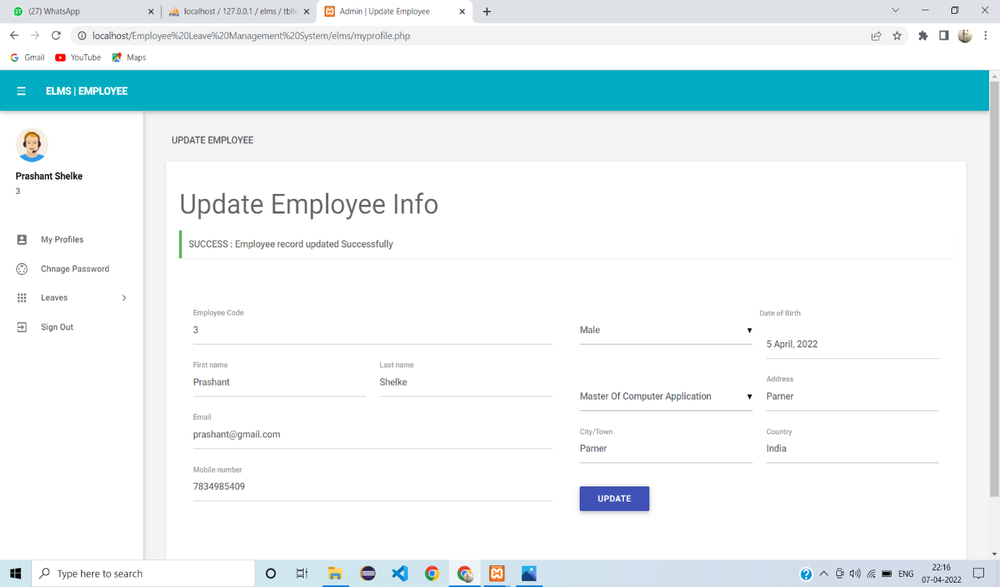 (27) WhatsApp
localhost / 127.0.0.1 / elms / tblle
Admin | Update Employee
localhost/Employee%20Leave%20Management%20System/elms/myprofile.php
Gmail YouTube Maps
ELMS | EMPLOYEE
Prashant Shelke
3
My Profiles
Chnage Password
Leaves
Sign Out
UPDATE EMPLOYEE
Update Employee Info
SUCCESS : Employee record updated Successfully
Employee Code
3
First name
Prashant
Last name
Shelke
Email
prashant@gmail.com
Mobile number
7834985409
Male
Date of Birth
5 April, 2022
Master Of Computer Application
Address
Parner
City/Town
Parner
Country
India
UPDATE
Type here to search
ENG
22:16
07-04-2022